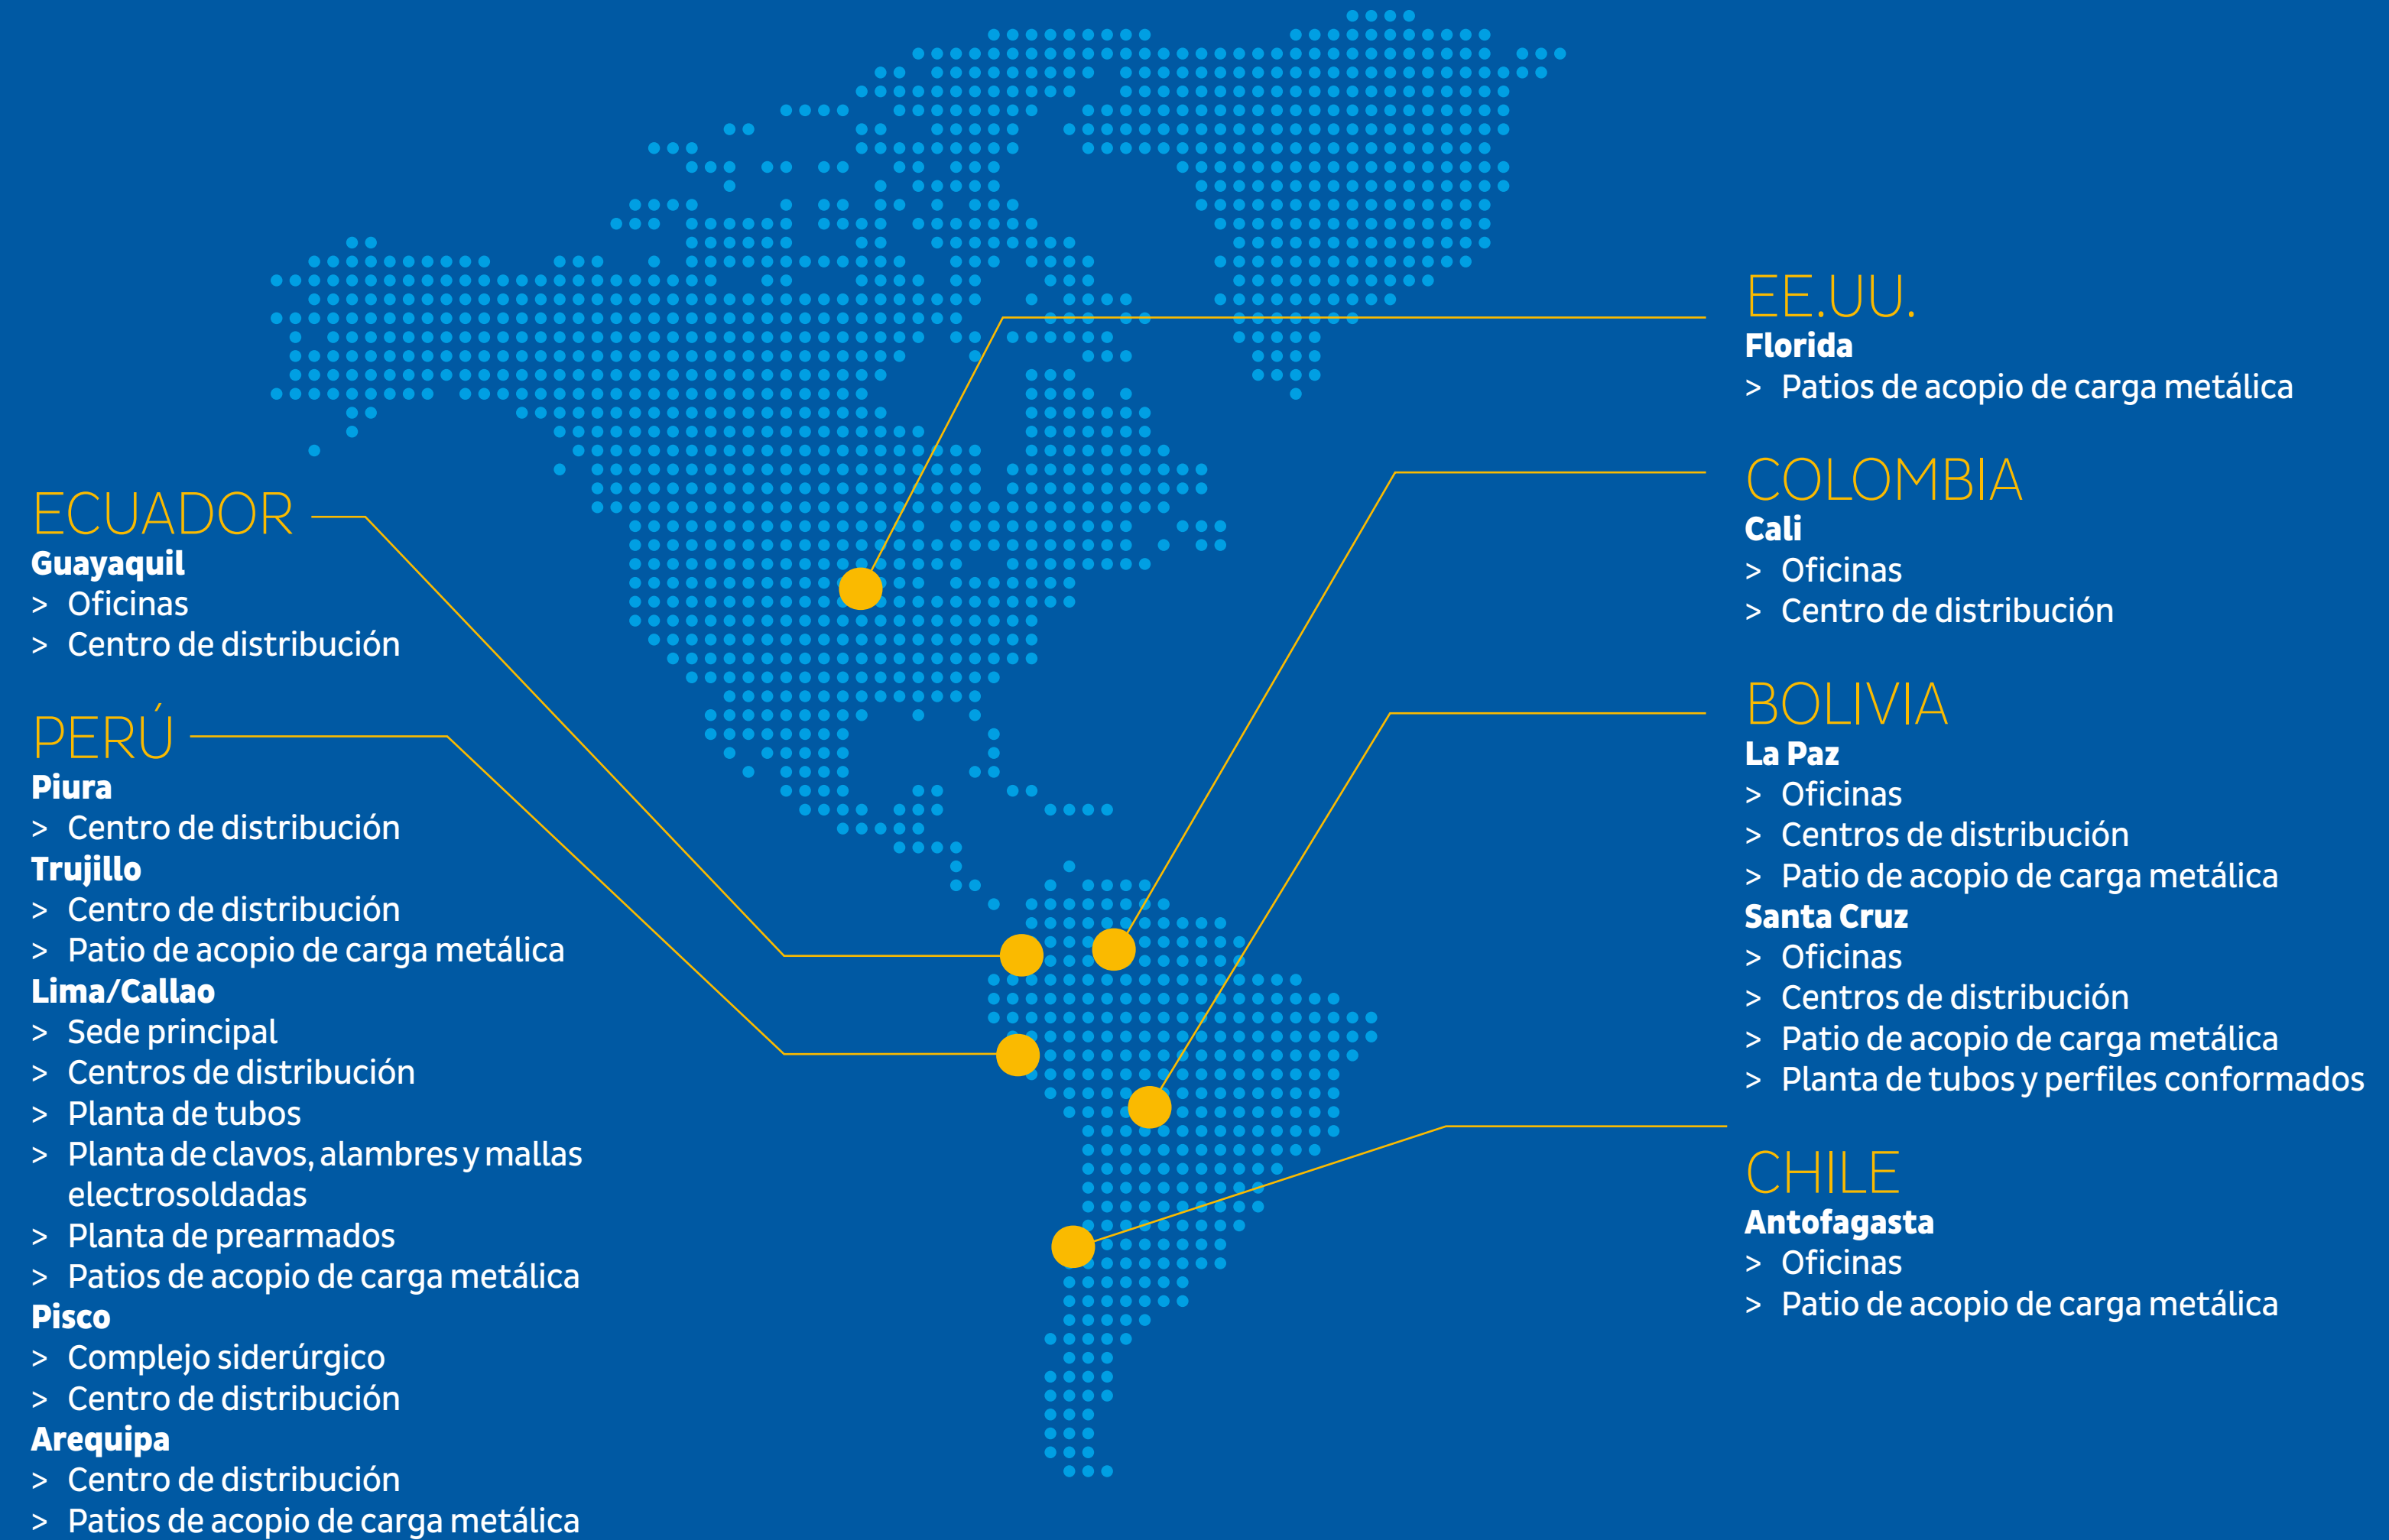 ECUADOR
Guayaquil
> Oficinas
> Centro de distribución
PERÚ
Piura
> Centro de distribución
Trujillo
> Centro de distribución
> Patio de acopio de carga metálica
Lima/Callao
> Sede principal
> Centros de distribución
> Planta de tubos
> Planta de clavos, alambres y mallas
electrosoldadas
> Planta de prearmados
> Patios de acopio de carga metálica
Pisco
> Complejo siderúrgico
> Centro de distribución
Arequipa
> Centro de distribución
> Patios de acopio de carga metálica
EE.UU.
Florida
> Patios de acopio de carga metálica
COLOMBIA
Cali
> Oficinas
> Centro de distribución
BOLIVIA
La Paz
> Oficinas
> Centros de distribución
> Patio de acopio de carga metálica
Santa Cruz
> Oficinas
> Centros de distribución
> Patio de acopio de carga metálica
> Planta de tubos y perfiles conformados
CHILE
Antofagasta
> Oficinas
> Patio de acopio de carga metálica